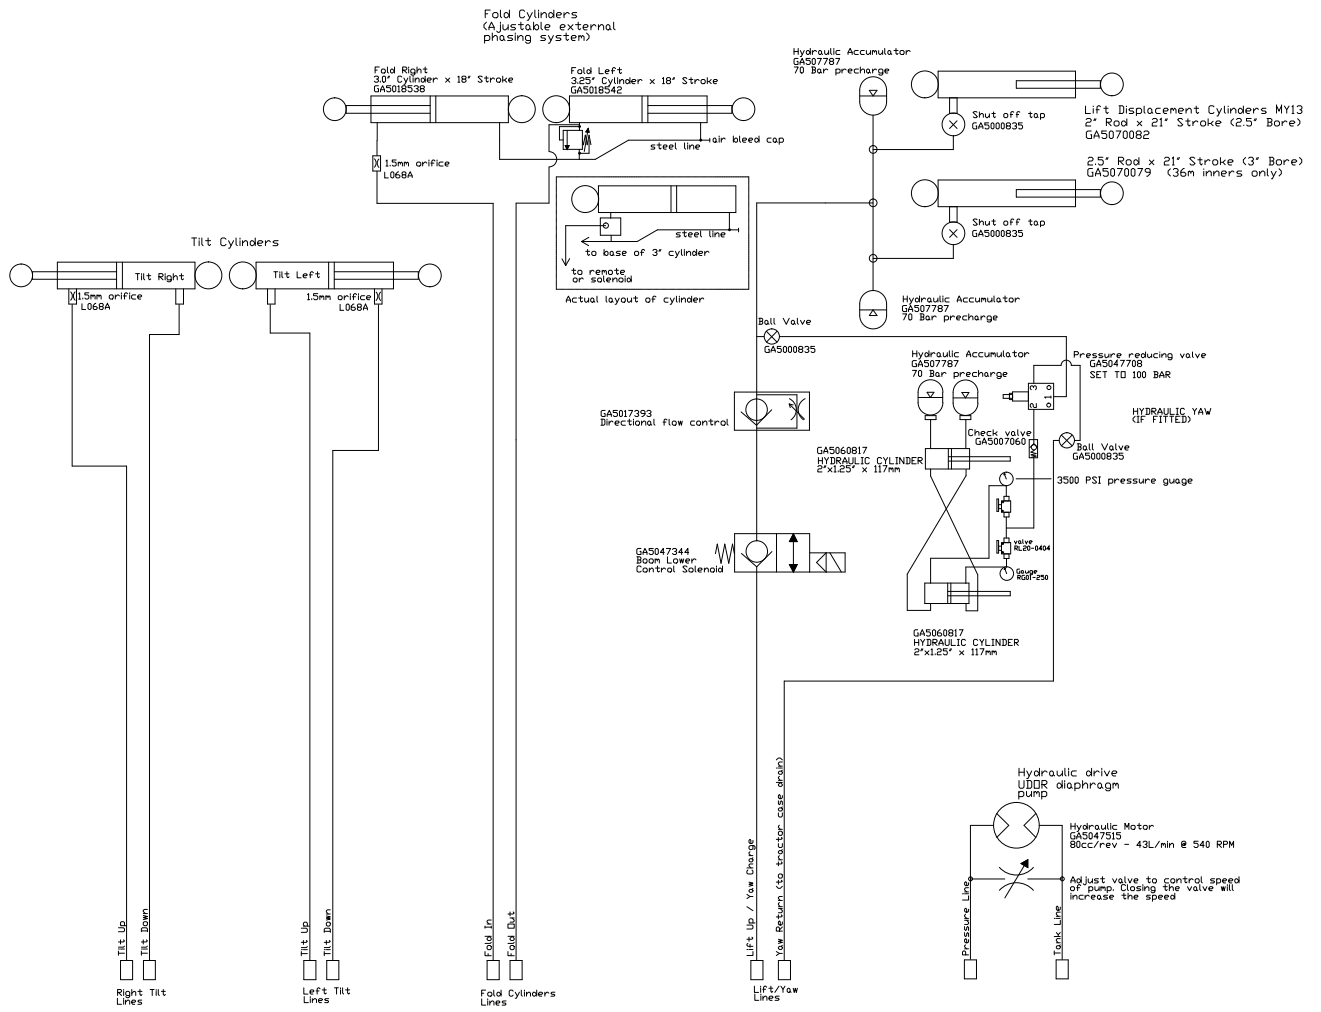 Fold Cylinders
(Ajustable external
phasing system)
Fold Right
3.0" Cylinder x 18" Stroke
GA5018538
Fold Left
3.25" Cylinder x 18" Stroke
GA5018542
air bleed cap
steel line
1.5mm orifice
L068A
steel line
to base of 3" cylinder
to remote
or solenoid
Actual layout of cylinder
Hydraulic Accumulator
GA507787
70 Bar precharge
Shut off tap
GA5000835
Lift Displacement Cylinders MY13
2" Rod x 21" Stroke (2.5" Bore)
GA5070082
2.5" Rod x 21" Stroke (3" Bore)
GA5070079 (36m inners only)
Shut off tap
GA5000835
Hydraulic Accumulator
GA507787
70 Bar precharge
Tilt Cylinders
Tilt Right
Tilt Left
1.5mm orifice
L068A
1.5mm orifice
L068A
Ball Valve
GA5000835
Hydraulic Accumulator
GA507787
70 Bar precharge
Pressure reducing valve
GA5047708
SET TO 100 BAR
3
2
1
HYDRAULIC YAW
(IF FITTED)
GA5017393
Directional flow control
Check valve
GA5007060
Ball Valve
GA5000835
GA5060817
HYDRAULIC CYLINDER
2"x1.25" x 117mm
3500 PSI pressure guage
valve
RL20-0404
Gauge
RG01-250
GA5047344
Boom Lower
Control Solenoid
GA5060817
HYDRAULIC CYLINDER
2"x1.25" x 117mm
Hydraulic drive
UDOR diaphragm
pump
Hydraulic Motor
GA5047515
80cc/rev - 43L/min @ 540 RPM
Adjust valve to control speed
of pump. Closing the valve will
increase the speed
Tilt Up
Tilt Down
Tilt Up
Tilt Down
Fold In
Fold Out
Lift Up / Yaw Charge
Yaw Return (to tractor case drain)
Pressure Line
Tank Line
Right Tilt
Lines
Left Tilt
Lines
Fold Cylinders
Lines
Lift/Yaw
Lines